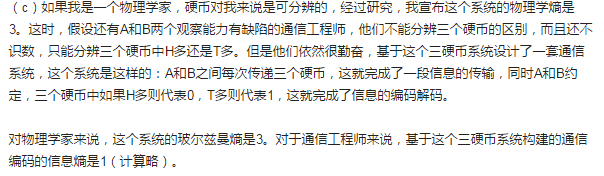 （c）如果我是一个物理学家，硬币对我来说是可分辨的，经过研究，我宣布这个系统的物理学熵是
3。这时，假设还有A和B两个观察能力有缺陷的通信工程师，他们不能分辨三个硬币的区别，而且还不
识数，只能分辨三个硬币中H多还是T多。但是他们依然很勤奋，基于这个三硬币系统设计了一套通信
系统，这个系统是这样的：A和B之间每次传递三个硬币，这就完成了一段信息的传输，同时A和B约
定，三个硬币中如果H多则代表0，T多则代表1，这就完成了信息的编码解码。
对物理学家来说，这个系统的玻尔兹曼熵是3。对于通信工程师来说，基于这个三硬币系统构建的通信
编码的信息熵是1（计算略）。